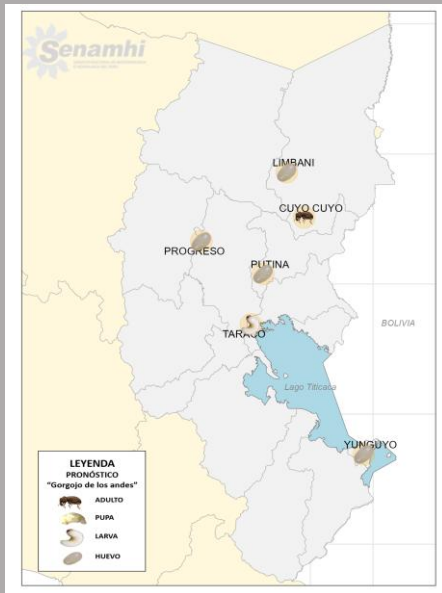 Senamhi
LIMBANI
CUYO CUYO
PROGRESO
PUTINA
TARACO
BOLIVIA
Lago Titicaca
YUNGUYO
LEYENDA
PRONÓSTICO
"Gorgojo de los andes"
ADULTO
PUPA
LARVA
HUEVO